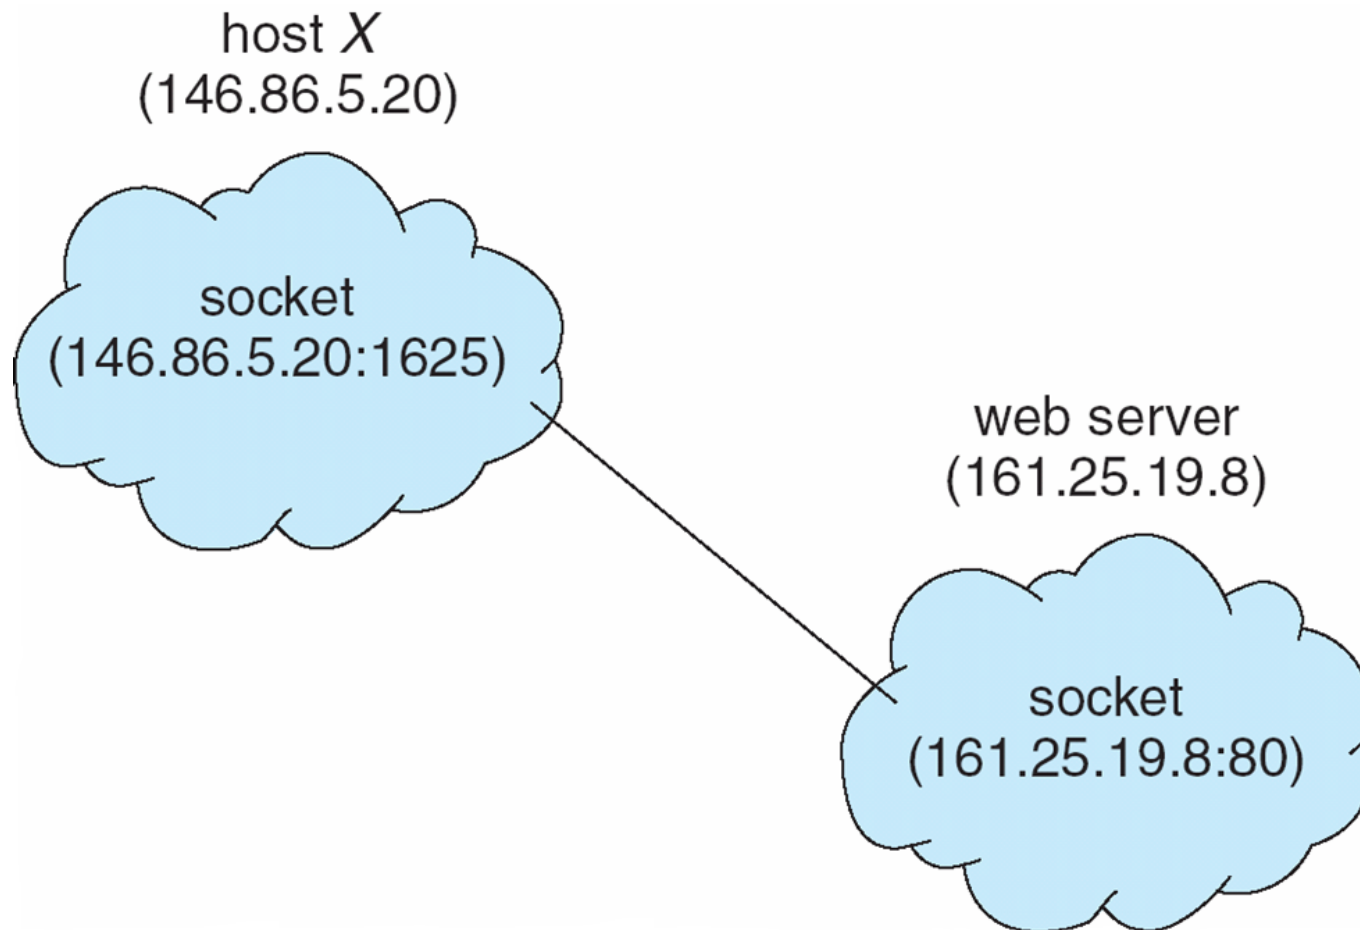 host X
(146.86.5.20)
socket
(146.86.5.20:1625)
web server
(161.25.19.8)
socket
(161.25.19.8:80)